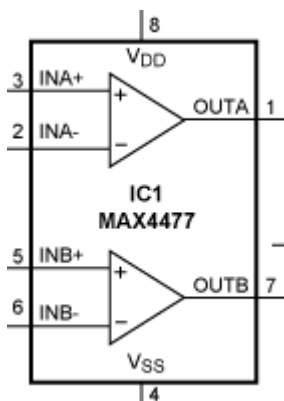 8
VDD
3 INA+ +
OUTA 1
2 INA- −
IC1
MAX4477
5 INB+ +
OUTB 7
6 INB- −
VSS
4